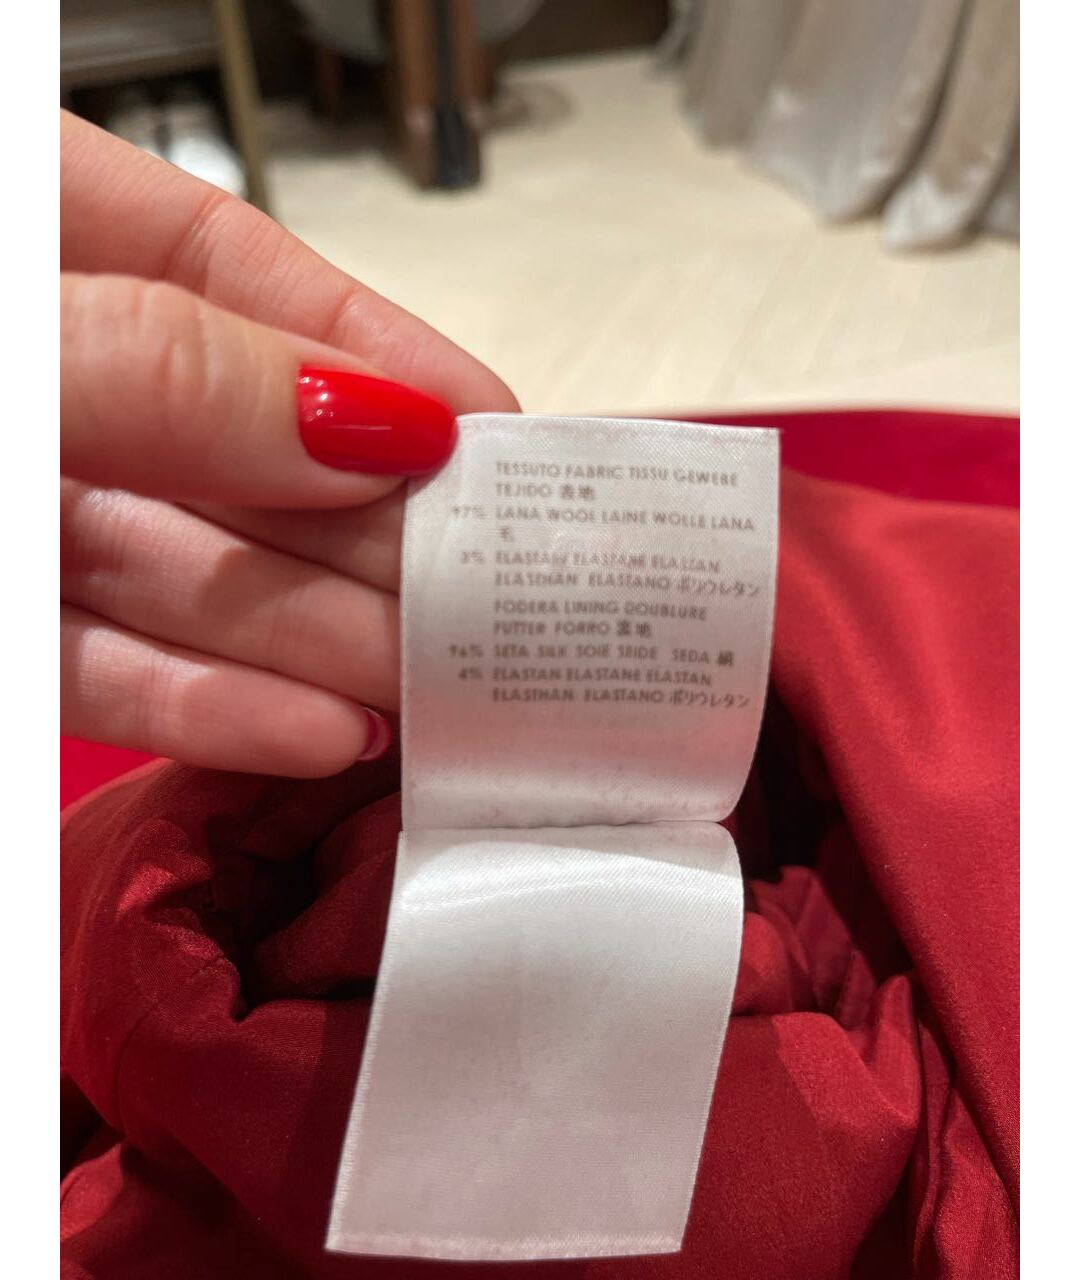 TESSUTO FABRIC TISSU GEWEBE
TEJIDO 表地
97% LANA WOOL LAINE WOLLE LANA
毛
3% ELASTAN ELASTANE ELASTAN
ELASTHAN ELASTANO ポリウレタン
FODERA LINING DOUBLURE
FUTTER FORRO 裏地
96% SETA SILK SOIE SEIDE SEDA 絹
4% ELASTAN ELASTANE ELASTAN
ELASTHAN ELASTANO ポリウレタン